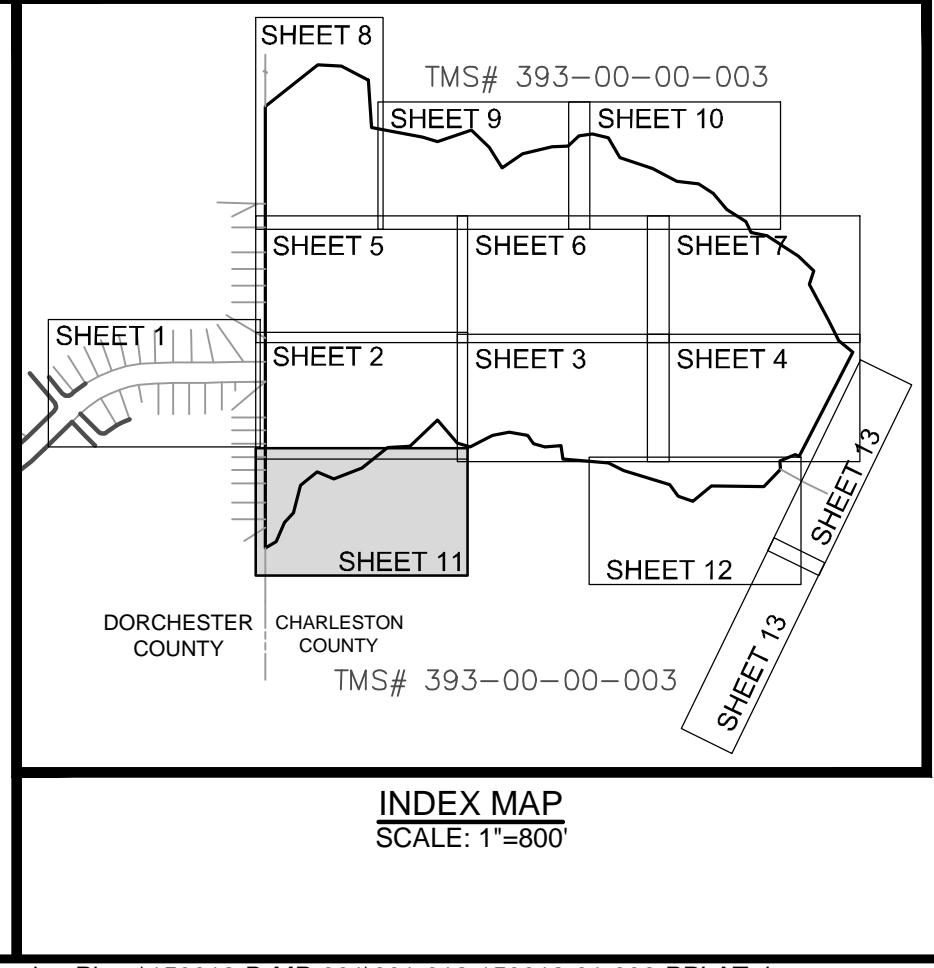 SHEET 8
TMS# 393-00-00-003
SHEET 9
SHEET 10
SHEET 5
SHEET 6
SHEET 7
SHEET 1
SHEET 2
SHEET 3
SHEET 4
SHEET 13
SHEET 11
SHEET 12
SHEET 13
DORCHESTER
COUNTY
CHARLESTON
COUNTY
TMS# 393-00-00-003
INDEX MAP
SCALE: 1"=800'